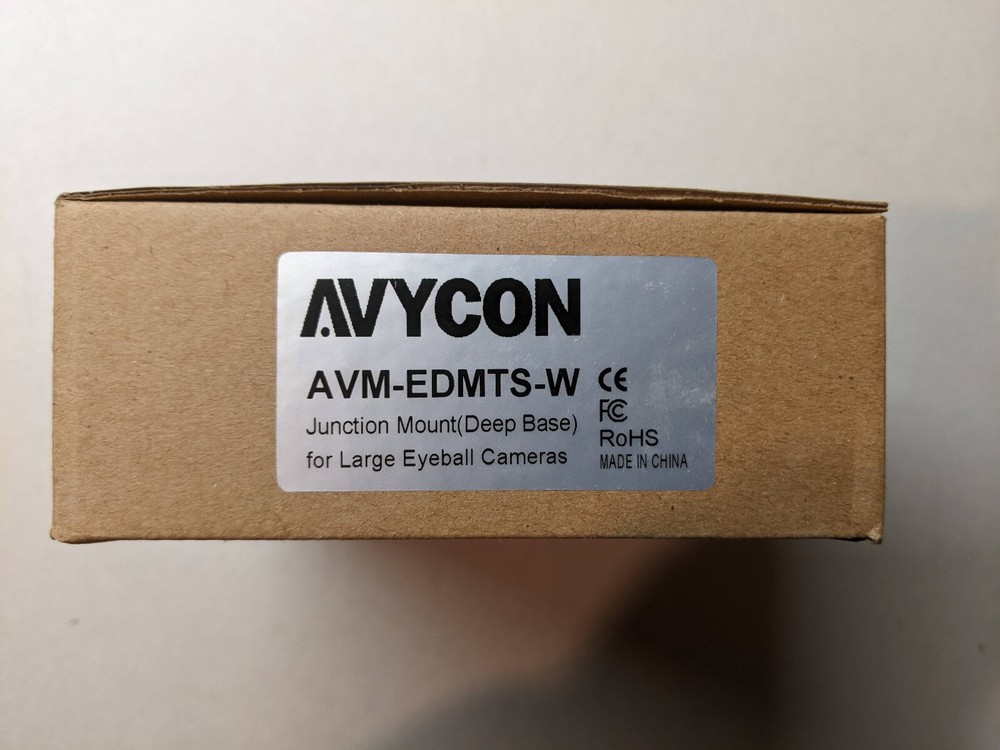 AVYCON
AVM-EDMTS-W
Junction Mount(Deep Base)
for Large Eyeball Cameras
CE
FC
RoHS
MADE IN CHINA